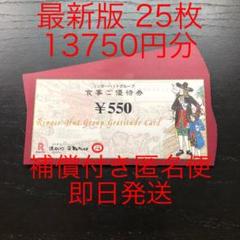 最新版 25枚
13750円分
リンガーハットグループ
食事ご優待券
¥550
Ringer Hut Group Gratitude Card
R
補償付き匿名便
即日発送